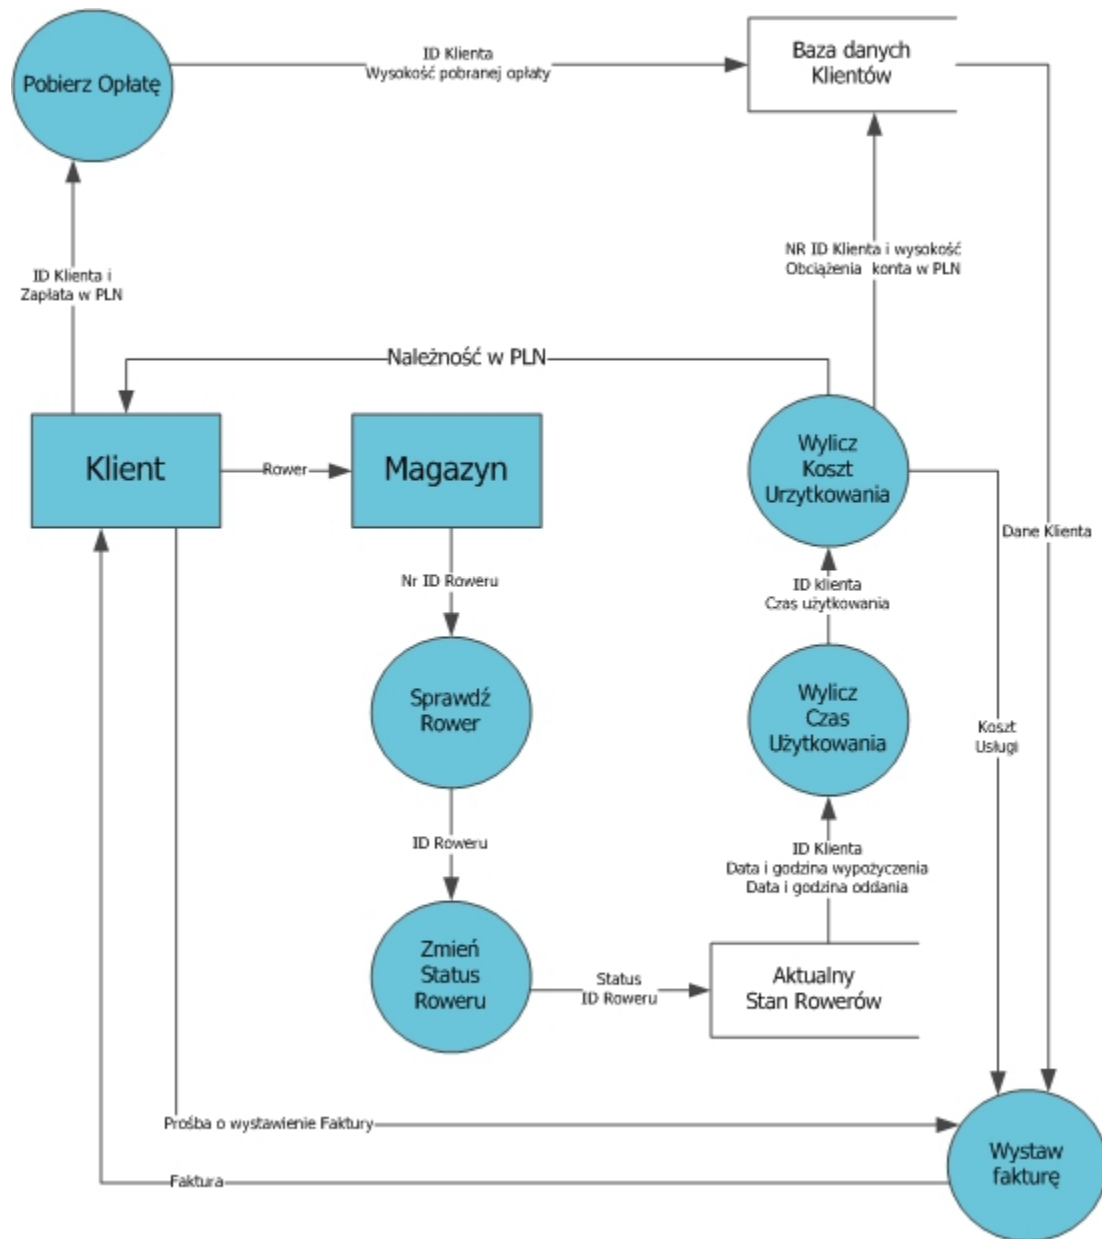 Pobierz Opłatę
ID Klienta
Wysokość pobranej opłaty
Baza danych
Klientów
ID Klienta i
Zapłata w PLN
NR ID Klienta i wysokość
Obciążenia konta w PLN
Należność w PLN
Klient
Rower
Magazyn
Wylicz
Koszt
Urzytkowania
Dane Klienta
Nr ID Roweru
ID klienta
Czas użytkowania
Sprawdź
Rower
Wylicz
Czas
Użytkowania
Koszt
Usługi
ID Roweru
ID Klienta
Data i godzina wypożyczenia
Data i godzina oddania
Zmień
Status
Roweru
Status
ID Roweru
Aktualny
Stan Rowerów
Prośba o wystawienie Faktury
Faktura
Wystaw
fakturę